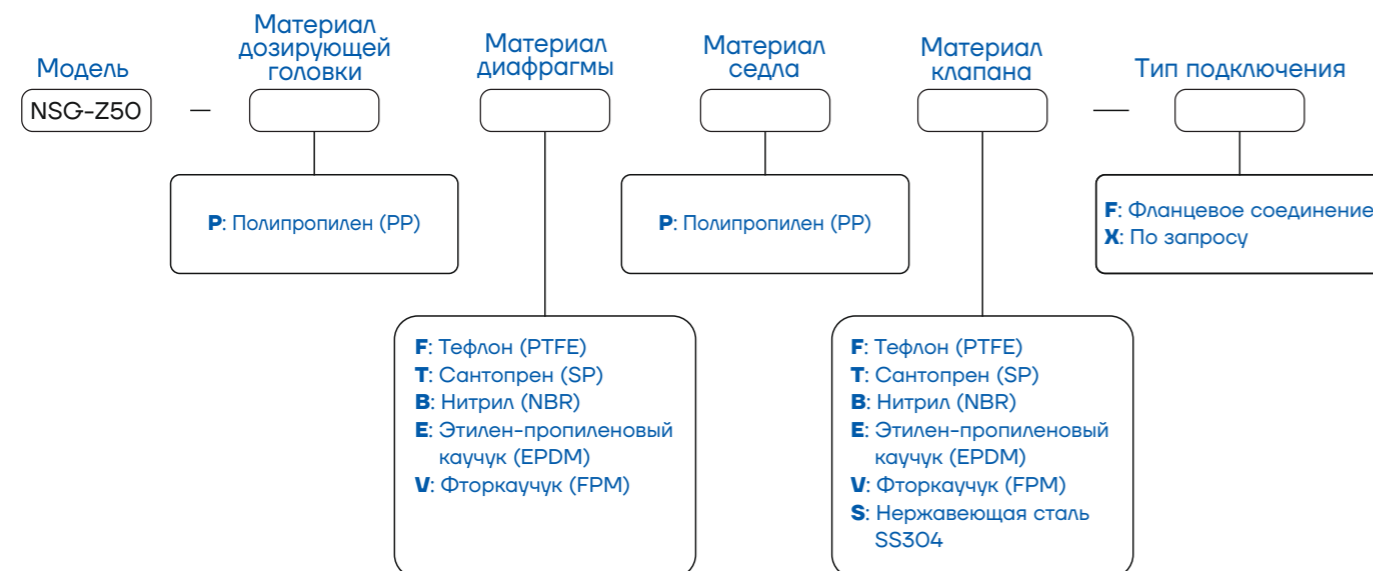 Модель
NSG-Z50
—
Материал
дозирующей
головки
Материал
диафрагмы
Материал
седла
Материал
клапана
—
Тип подключения
P: Полипропилен (PP)
P: Полипропилен (PP)
F: Фланцевое соединение
X: По запросу
F: Тефлон (PTFE)
T: Сантопрен (SP)
B: Нитрил (NBR)
E: Этилен-пропиленовый
каучук (EPDM)
V: Фторкаучук (FPM)
F: Тефлон (PTFE)
T: Сантопрен (SP)
B: Нитрил (NBR)
E: Этилен-пропиленовый
каучук (EPDM)
V: Фторкаучук (FPM)
S: Нержавеющая сталь
SS304